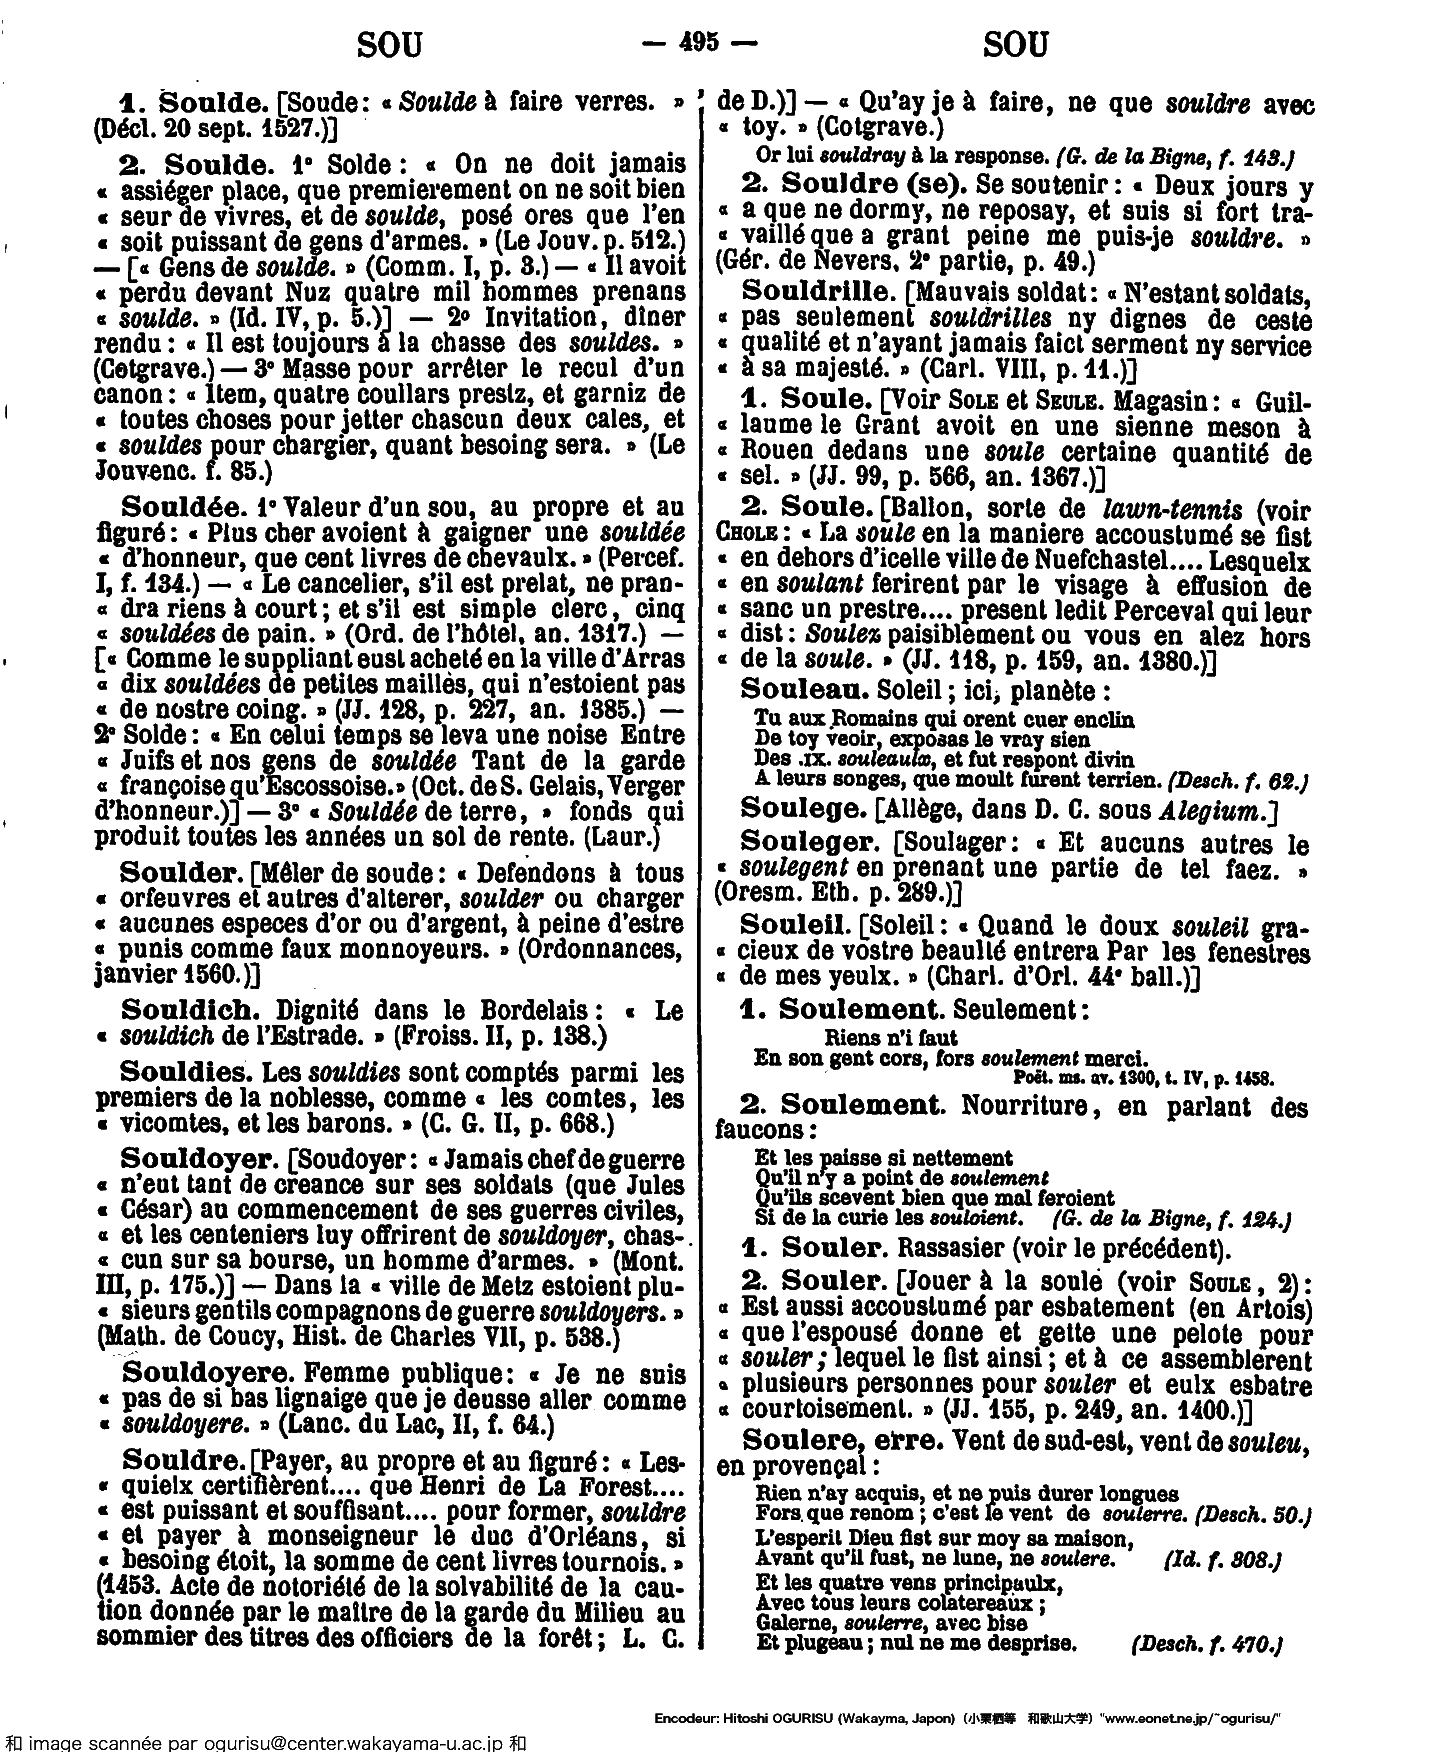 SOU — 495 — SOU
1. Soulde. [Soude : « Soulde à faire verres. »
(Décl. 20 sept. 1527.)]
2. Soulde. 1° Solde : « On ne doit jamais
« assiéger place, que premierement on ne soit bien
« seur de vivres, et de soulde, posé ores que l'en
« soit puissant de gens d'armes. » (Le Jouv. p. 512.)
— [« Gens de soulde. » (Comm. I, p. 3.) — « Il avoit
« perdu devant Nuz quatre mil hommes prenans
« soulde. » (Id. IV, p. 5.)] — 2° Invitation, dîner
rendu : « Il est toujours à la chasse des souldes. »
(Cotgrave.) — 3° Masse pour arrêter le recul d'un
canon : « Item, quatre coullars prestz, et garniz de
« toutes choses pour jetter chascun deux cales, et
« souldes pour chargier, quant besoing sera. » (Le
Jouvenc. f. 85.)
Souldée. 1° Valeur d'un sou, au propre et au
figuré : « Plus cher avoient à gaigner une souldée
« d'honneur, que cent livres de chevaulx. » (Percef.
I, f. 134.) — « Le cancelier, s'il est prelat, ne pran-
« dra riens à court ; et s'il est simple clerc, cinq
« souldées de pain. » (Ord. de l'hôtel, an. 1317.) —
[« Comme le suppliant eust acheté en la ville d'Arras
« dix souldées de petites mailles, qui n'estoient pas
« de nostre coing. » (JJ. 128, p. 227, an. 1385.) —
2° Solde : « En celui temps se leva une noise Entre
« Juifs et nos gens de souldée Tant de la garde
« françoise qu'Escossoise.» (Oct. de S. Gelais, Verger
d'honneur.)] — 3° « Souldée de terre, » fonds qui
produit toutes les années un sol de rente. (Laur.)
Soulder. [Mêler de soude : « Defendons à tous
« orfeuvres et autres d'alterer, soulder ou charger
« aucunes especes d'or ou d'argent, à peine d'estre
« punis comme faux monnoyeurs. » (Ordonnances,
janvier 1560.)]
Souldich. Dignité dans le Bordelais : « Le
« souldich de l'Estrade. » (Froiss. II, p. 138.)
Souldies. Les souldies sont comptés parmi les
premiers de la noblesse, comme « les comtes, les
« vicomtes, et les barons. » (C. G. II, p. 668.)
Souldoyer. [Soudoyer : « Jamais chef de guerre
« n'eut tant de creance sur ses soldats (que Jules
« César) au commencement de ses guerres civiles,
« et les centeniers luy offrirent de souldoyer, chas-
« cun sur sa bourse, un homme d'armes. » (Mont.
III, p. 175.)] — Dans la « ville de Metz estoient plu-
« sieurs gentils compagnons de guerre souldoyers. »
(Math. de Coucy, Hist. de Charles VII, p. 538.)
Souldoyere. Femme publique : « Je ne suis
« pas de si bas lignaige que je deusse aller comme
« souldoyere. » (Lanc. du Lac, II, f. 64.)
Souldre. [Payer, au propre et au figuré : « Les-
« quielx certifièrent.... que Henri de La Forest....
« est puissant et souffisant.... pour former, souldre
« et payer à monseigneur le duc d'Orléans, si
« besoing étoit, la somme de cent livres tournois. »
(1453. Acte de notoriété de la solvabilité de la cau-
tion donnée par le maître de la garde du Milieu au
sommier des titres des officiers de la forêt ; L. C.
de D.)] — « Qu'ay je à faire, ne que souldre avec
« toy. » (Cotgrave.)
Or lui souldray à la response. (G. de la Bigne, f. 143.)
2. Souldre (se). Se soutenir : « Deux jours y
« a que ne dormy, ne reposay, et suis si fort tra-
« vaillé que a grant peine me puis-je souldre. »
(Gér. de Nevers, 2° partie, p. 49.)
Souldrille. [Mauvais soldat : « N'estant soldats,
« pas seulement souldrilles ny dignes de ceste
« qualité et n'ayant jamais faict serment ny service
« à sa majesté. » (Carl. VIII, p. 11.)]
1. Soule. [Voir SOLE et SEULE. Magasin : « Guil-
« laume le Grant avoit en une sienne meson à
« Rouen dedans une soule certaine quantité de
« sel. » (JJ. 99, p. 566, an. 1367.)]
2. Soule. [Ballon, sorte de lawn-tennis (voir
CHOLE : « La soule en la maniere accoustumé se fist
« en dehors d'icelle ville de Nuefchastel.... Lesquelx
« en soulant ferirent par le visage à effusion de
« sanc un prestre.... present ledit Perceval qui leur
« dist : Soulez paisiblement ou vous en alez hors
« de la soule. » (JJ. 118, p. 159, an. 1380.)]
Souleau. Soleil ; ici, planète :
Tu aux Romains qui orent cuer enclin
De toy veoir, exposas le vray sien
Des .IX. souleaulx, et fut respont divin
A leurs songes, que moult furent terrien. (Desch. f. 62.)
Soulege. [Allège, dans D. C. sous Alegium.]
Souleger. [Soulager : « Et aucuns autres le
« soulegent en prenant une partie de tel faez. »
(Oresm. Eth. p. 289.)]
Souleil. [Soleil : « Quand le doux souleil gra-
« cieux de vostre beaulté entrera Par les fenestres
« de mes yeulx. » (Charl. d'Orl. 44° ball.)]
1. Soulement. Seulement :
Riens n'i faut
En son gent cors, fors soulement merci.
Poët. ms. av. 1300, t. IV, p. 1458.
2. Soulement. Nourriture, en parlant des
faucons :
Et les paisse si nettement
Qu'il n'y a point de soulement
Qu'ils scevent bien que mal feroient
Si de la curie les souloient. (G. de la Bigne, f. 124.)
1. Souler. Rassasier (voir le précédent).
2. Souler. [Jouer à la soule (voir SOULE, 2) :
« Est aussi accoustumé par esbatement (en Artois)
« que l'espousé donne et gette une pelote pour
« souler ; lequel le fist ainsi ; et à ce assemblèrent
« plusieurs personnes pour souler et eulx esbatre
« courtoisement. » (JJ. 155, p. 249, an. 1400.)]
Soulere, erre. Vent de sud-est, vent de souleu,
en provençal :
Rien n'ay acquis, et ne puis durer longues
Fors que renom ; c'est le vent de soulerre. (Desch. 50.)
L'esperit Dieu fist sur moy sa maison,
Avant qu'il fust, ne lune, ne soulere. (Id. f. 308.)
Et les quatre vens principaulx,
Avec tous leurs colatereaux ;
Galerne, soulerre, avec bise
Et plugeau ; nul ne me desprise. (Desch. f. 470.)
Encodeur: Hitoshi OGURISU (Wakayma, Japon) (小栗栖等 和歌山大学) "www.eonet.ne.jp/~ogurisu/"
和 image scannée par ogurisu@center.wakayama-u.ac.jp 和